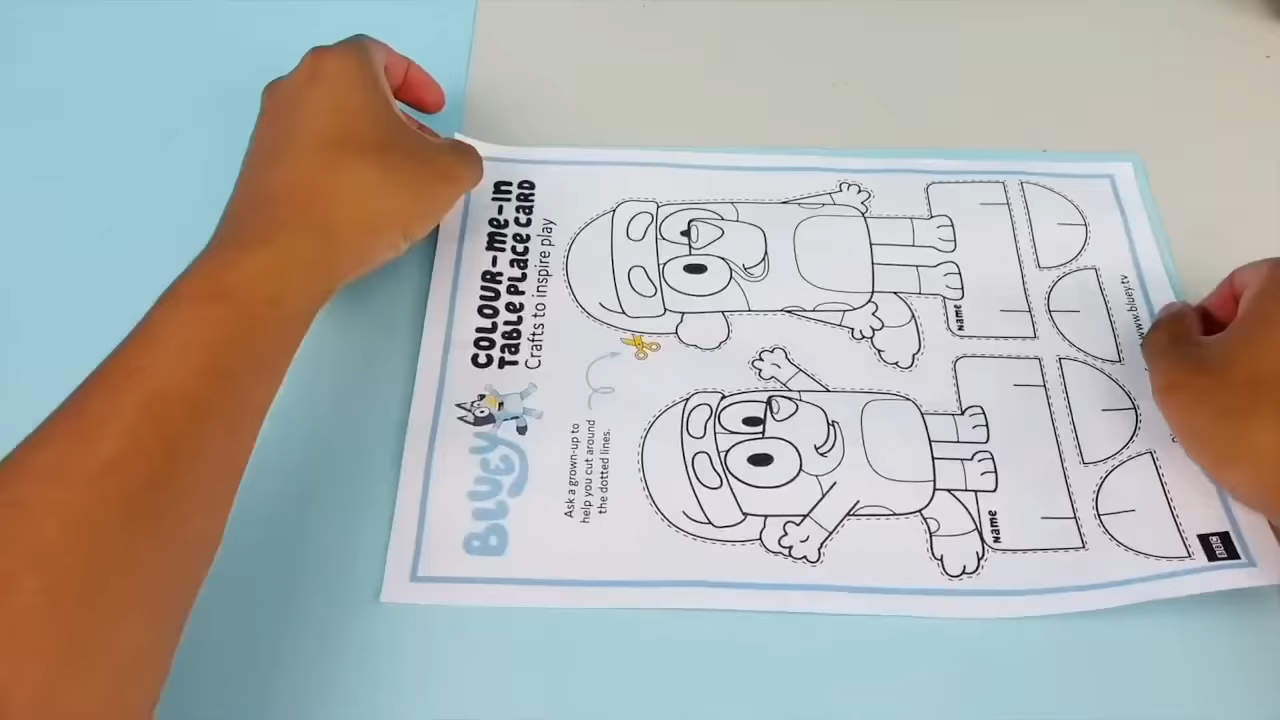 BLUEY
COLOUR-ME-IN
TABLE PLACE CARD
Crafts to inspire play
Ask a grown-up to
help you cut around
the dotted lines.
Name
Name
www.bluey.tv
BBC